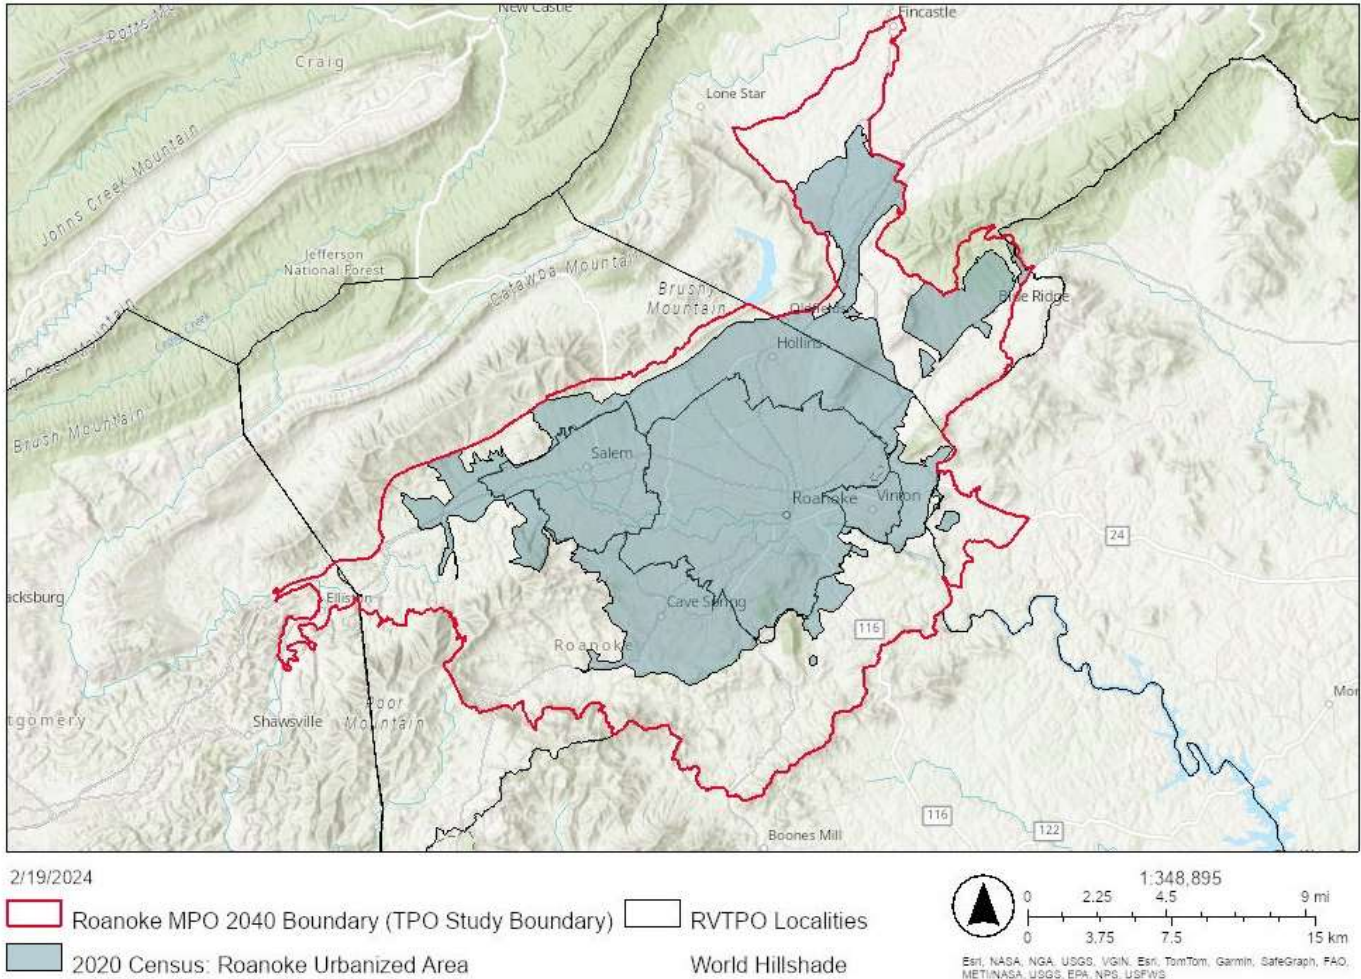 New Castle
Fincastle
Potts
Craig
Lone Star
Johns Creek Mountain
Jefferson
National Forest
Catawba Mountain
Brushy
Mountain
Blue Ridge
Hollins
Creek Mountain
Brush Mountain
Salem
Roanoke
Vinton
24
acksburg
Elliston
Cave Spring
116
Roanoke
Poor
Mountain
tgomery
Shawsville
Mor
116
122
Boones Mill
2/19/2024
1:348,895
0 2.25 4.5 9 mi
0 3.75 7.5 15 km
Roanoke MPO 2040 Boundary (TPO Study Boundary)
RVTPO Localities
2020 Census: Roanoke Urbanized Area
World Hillshade
Esri, NASA, NGA, USGS, VGIN, Esri, TomTom, Garmin, SafeGraph, FAO,
METI/NASA, USGS, EPA, NPS, USFWS